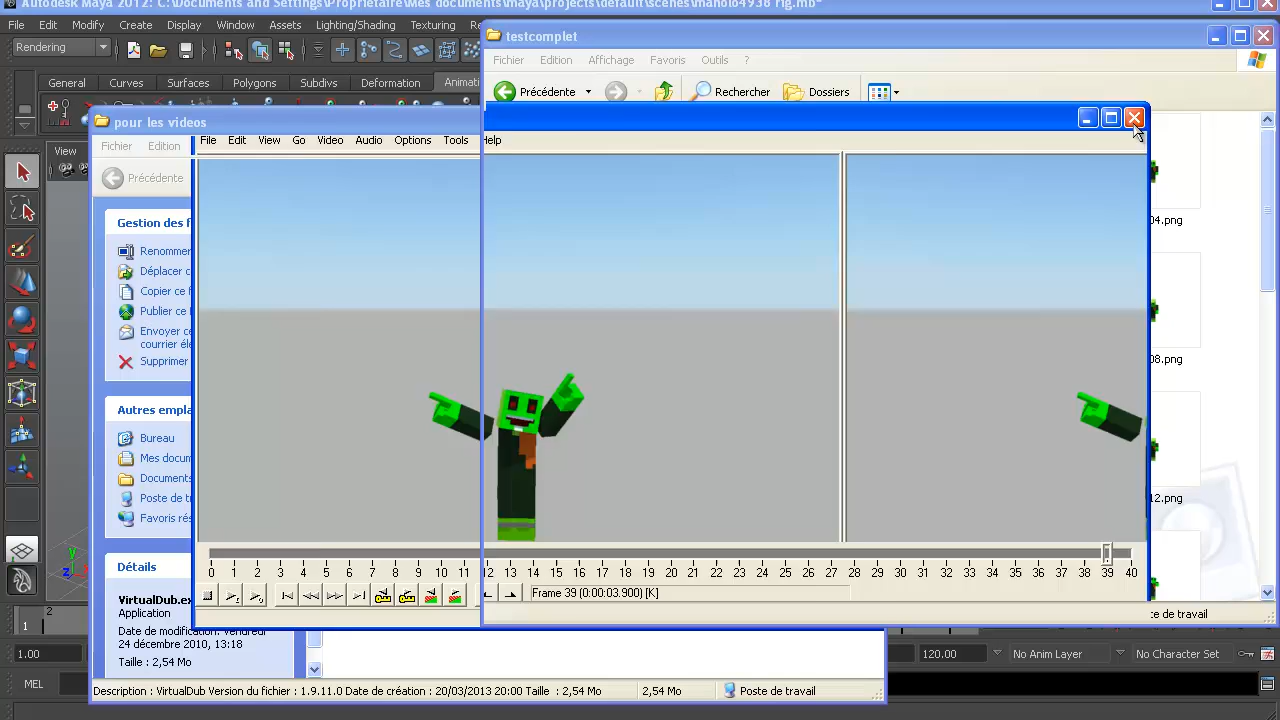 Autodesk Maya 2012: C:\Documents and Settings\Propriétaire\Mes documents\maya\projects\default\scenes\manolo4938 rig.mb*
File Edit Modify Create Display Window Assets Lighting/Shading Texturing
Rendering
General Curves Surfaces Polygons Subdivs Deformation Animati
View
testcomplet
Fichier Edition Affichage Favoris Outils ?
Précédente Rechercher Dossiers
pour les videos
Fichier Edition
Précédente
Gestion des f
Renommer
Déplacer c
Copier ce f
Publier ce
Envoyer ce
courrier éle
Supprimer
Autres empla
Bureau
Mes docum
Documents
Poste de tr
Favoris rés
Détails
VirtualDub.ex
Application
Date de modification: vendredi
24 décembre 2010, 13:18
Taille : 2,54 Mo
File Edit View Go Video Audio Options Tools Help
0 1 2 3 4 5 6 7 8 9 10 11 12 13 14 15 16 17 18 19 20 21 22 23 24 25 26 27 28 29 30 31 32 33 34 35 36 37 38 39 40
Frame 39 (0:00:03.900) [K]
04.png
08.png
12.png
te de travail
Description : VirtualDub Version du fichier : 1.9.11.0 Date de création : 20/03/2013 20:00 Taille : 2,54 Mo 2,54 Mo Poste de travail
1 2
1.00 120.00 No Anim Layer No Character Set
MEL